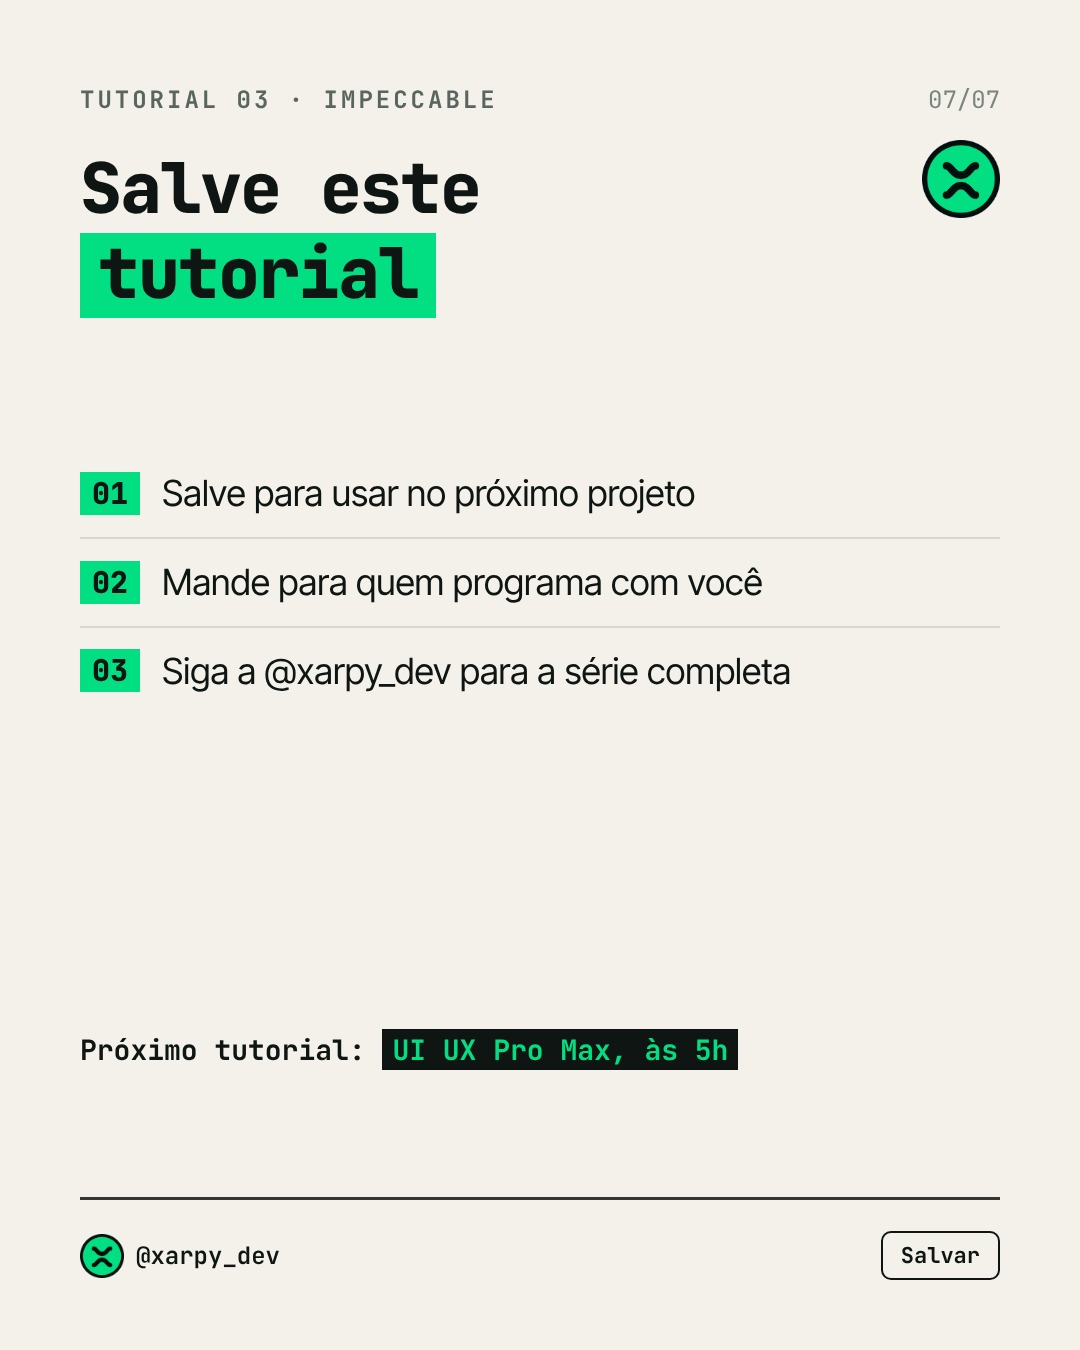 TUTORIAL 03 · IMPECCABLE
07/07
Salve este
tutorial
01 Salve para usar no próximo projeto
02 Mande para quem programa com você
03 Siga a @xarpy_dev para a série completa
Próximo tutorial: UI UX Pro Max, às 5h
@xarpy_dev
Salvar